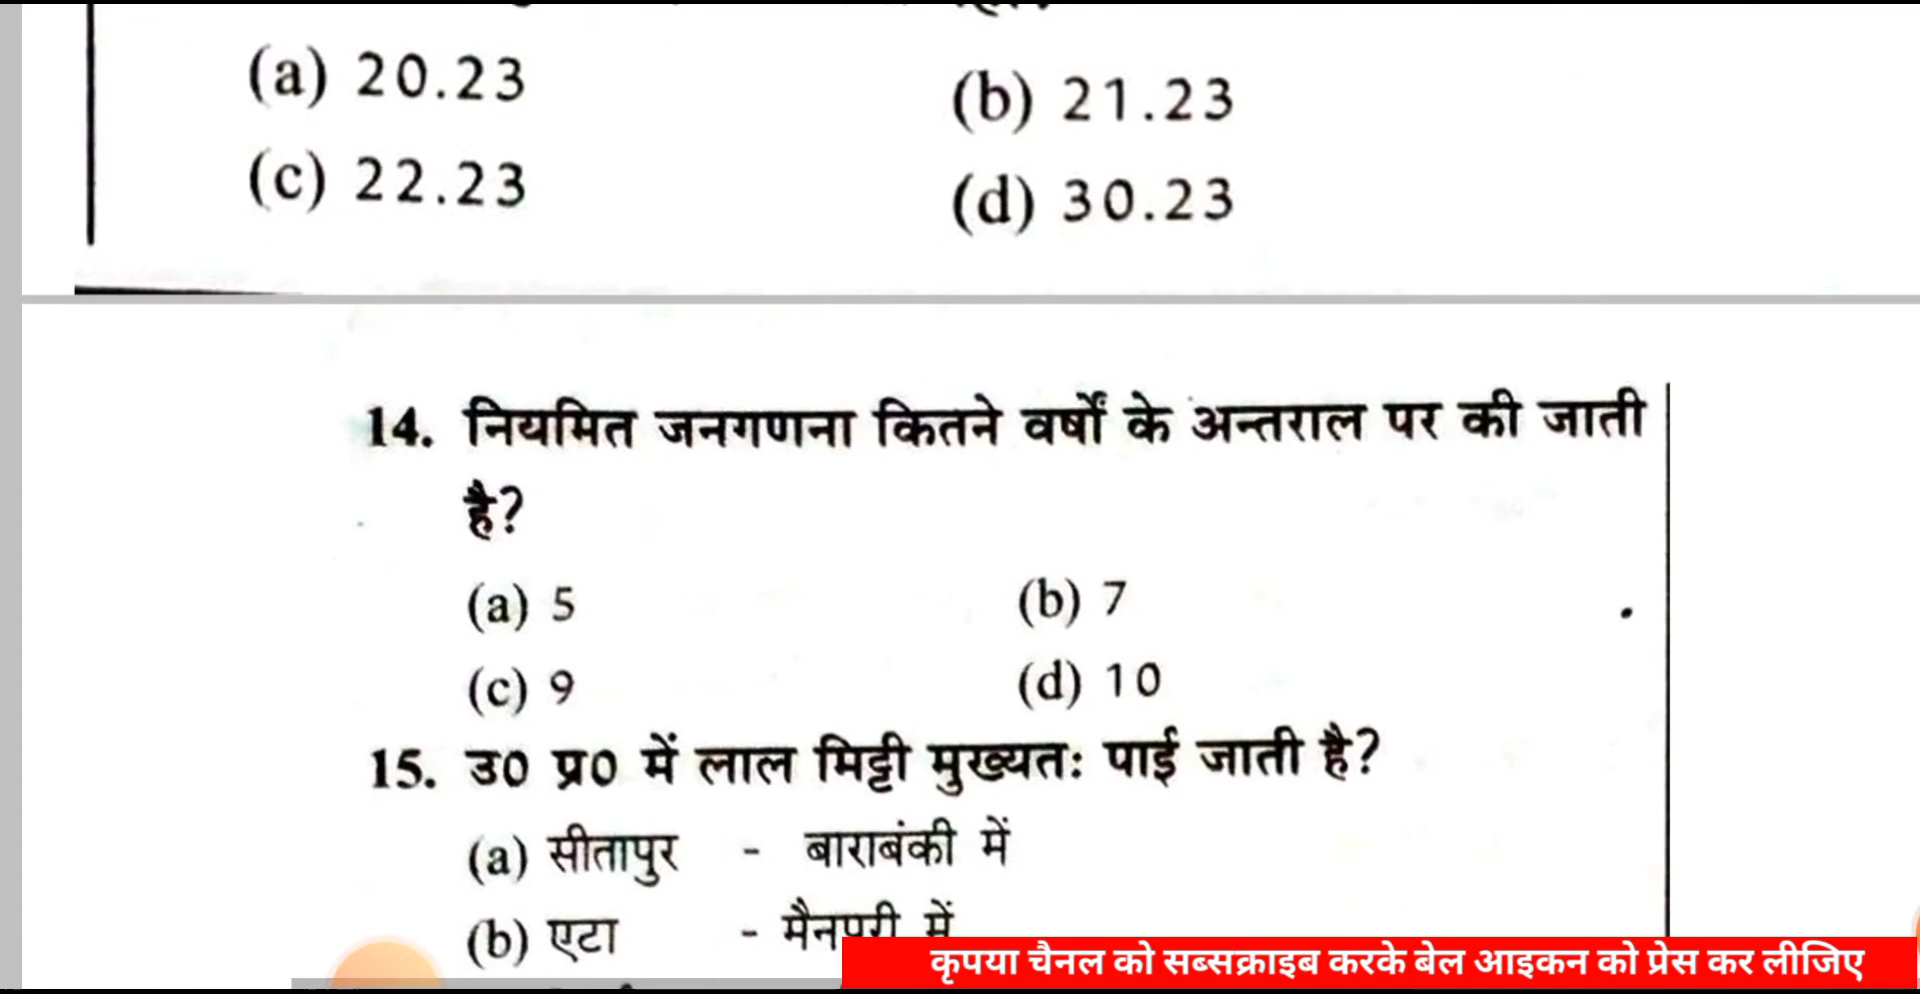 (a) 20.23 (b) 21.23
(c) 22.23 (d) 30.23
14. नियमित जनगणना कितने वर्षों के अन्तराल पर की जाती
है?
(a) 5 (b) 7
(c) 9 (d) 10
15. उ0 प्र0 में लाल मिट्टी मुख्यतः पाई जाती है?
(a) सीतापुर - बाराबंकी में
(b) एटा - मैनपुरी में
कृपया चैनल को सब्सक्राइब करके बेल आइकन को प्रेस कर लीजिए